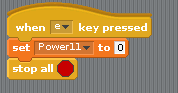 when e key pressed
set Power11 to 0
stop all